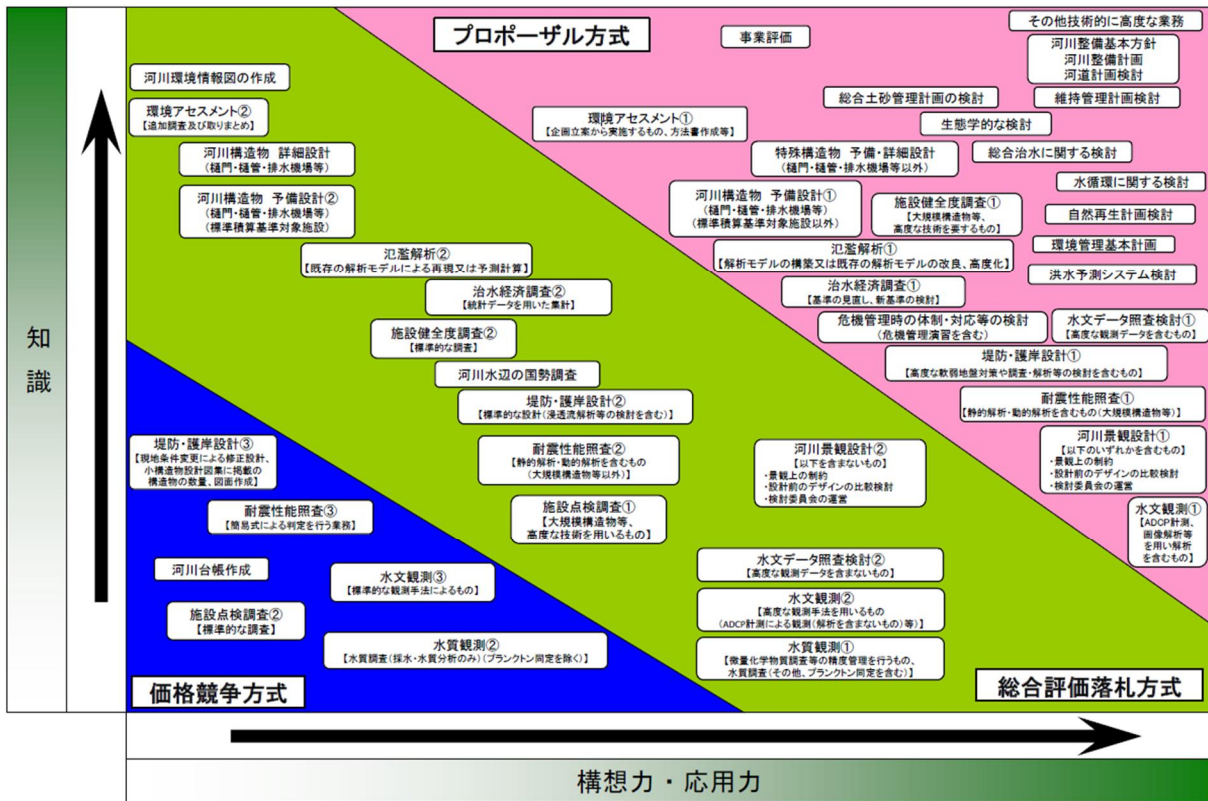 知識
プロポーザル方式
事業評価
その他技術的に高度な業務
河川整備基本方針
河川整備計画
河道計画検討
総合土砂管理計画の検討
維持管理計画検討
環境アセスメント①
【企画立案から実施するもの、方法書作成等】
生態学的な検討
特殊構造物 予備・詳細設計
(樋門・樋管・排水機場等以外)
総合治水に関する検討
水循環に関する検討
河川構造物 予備設計①
(樋門・樋管・排水機場等)
(標準積算基準対象施設以外)
施設健全度調査①
【大規模構造物等、
高度な技術を要するもの】
自然再生計画検討
環境管理基本計画
氾濫解析①
【解析モデルの構築又は既存の解析モデルの改良、高度化】
洪水予測システム検討
治水経済調査①
【基準の見直し、新基準の検討】
危機管理時の体制・対応等の検討
(危機管理演習を含む)
水文データ照査検討①
【高度な観測データを含むもの】
堤防・護岸設計①
【高度な軟弱地盤対策や調査・解析等の検討を含むもの】
耐震性能照査①
【静的解析・動的解析を含むもの(大規模構造物等)】
河川景観設計①
【以下のいずれかを含むもの】
・景観上の制約
・設計前のデザインの比較検討
・検討委員会の運営
水文観測①
【ADCP計測、
画像解析等
を用い解析
を含むもの】
河川環境情報図の作成
環境アセスメント②
【追加調査及び取りまとめ】
河川構造物 詳細設計
(樋門・樋管・排水機場等)
河川構造物 予備設計②
(樋門・樋管・排水機場等)
(標準積算基準対象施設)
氾濫解析②
【既存の解析モデルによる再現又は予測計算】
治水経済調査②
【統計データを用いた集計】
施設健全度調査②
【標準的な調査】
河川水辺の国勢調査
堤防・護岸設計②
【標準的な設計(浸透流解析等の検討を含む)】
耐震性能照査②
【静的解析・動的解析を含むもの
(大規模構造物等以外)】
河川景観設計②
【以下を含まないもの】
・景観上の制約
・設計前のデザインの比較検討
・検討委員会の運営
施設点検調査①
【大規模構造物等、
高度な技術を用いるもの】
水文データ照査検討②
【高度な観測データを含まないもの】
水文観測②
【高度な観測手法を用いるもの
(ADCP計測による観測(解析を含まないもの)等)】
水質観測①
【微量化学物質調査等の精度管理を行うもの、
水質調査(その他、プランクトン同定を含む)】
総合評価落札方式
堤防・護岸設計③
【現地条件変更による修正設計、
小構造物設計図集に掲載の
構造物の数量、図面作成】
耐震性能照査③
【簡易式による判定を行う業務】
河川台帳作成
水文観測③
【標準的な観測手法によるもの】
施設点検調査②
【標準的な調査】
水質観測②
【水質調査(採水・水質分析のみ)(プランクトン同定を除く)】
価格競争方式
構想力・応用力